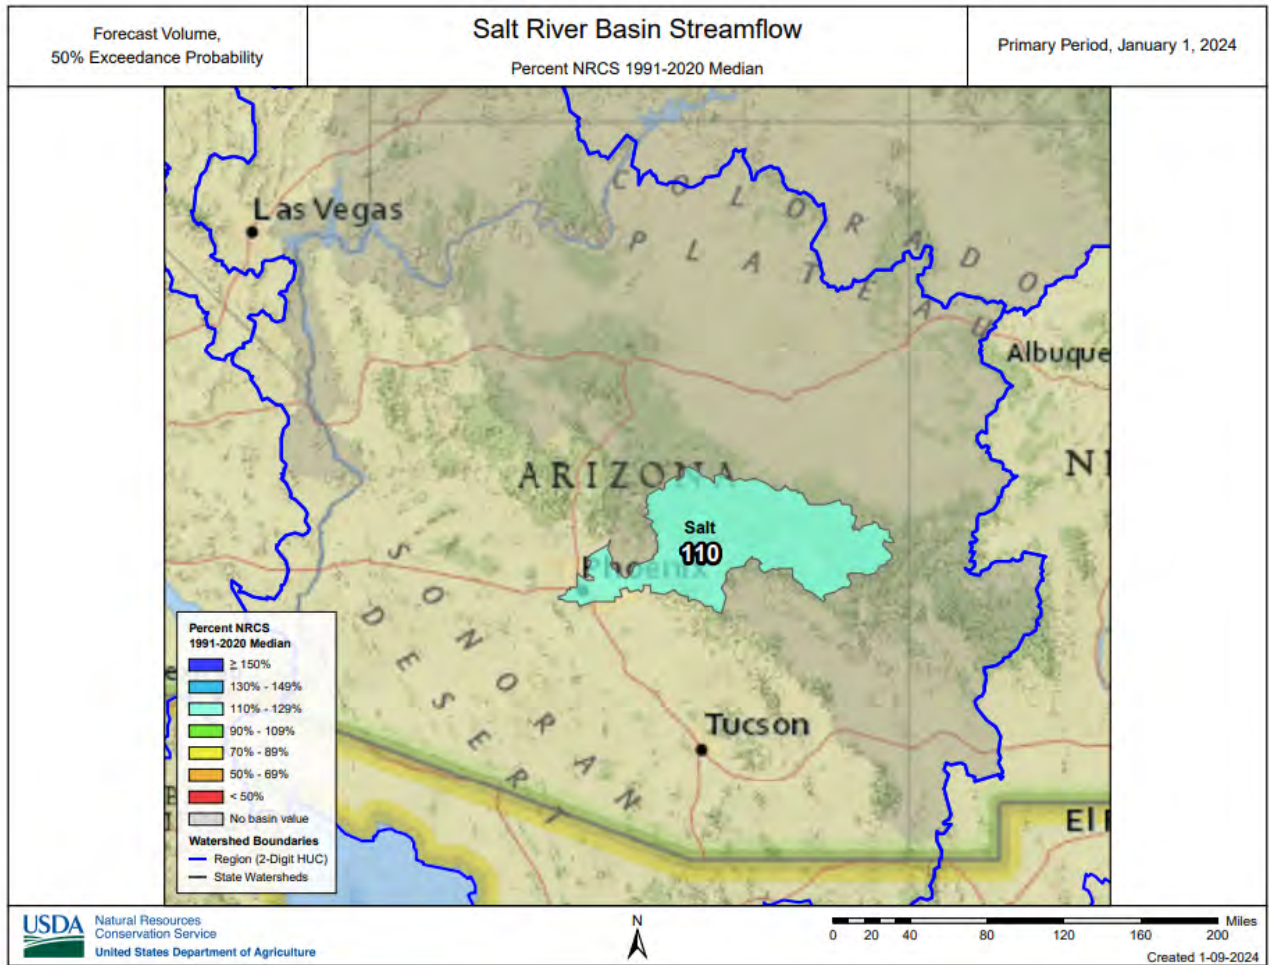 Forecast Volume,
50% Exceedance Probability
Salt River Basin Streamflow
Percent NRCS 1991-2020 Median
Primary Period, January 1, 2024
Las Vegas
COLORADO
PLATEAU
Albuque
ARIZONA
NE
Salt
110
Phoenix
SONORAN
DESERT
Tucson
El P
Percent NRCS
1991-2020 Median
≥ 150%
130% - 149%
110% - 129%
90% - 109%
70% - 89%
50% - 69%
< 50%
No basin value
Watershed Boundaries
Region (2-Digit HUC)
State Watersheds
USDA
Natural Resources
Conservation Service
United States Department of Agriculture
N
0 20 40 80 120 160 200
Miles
Created 1-09-2024